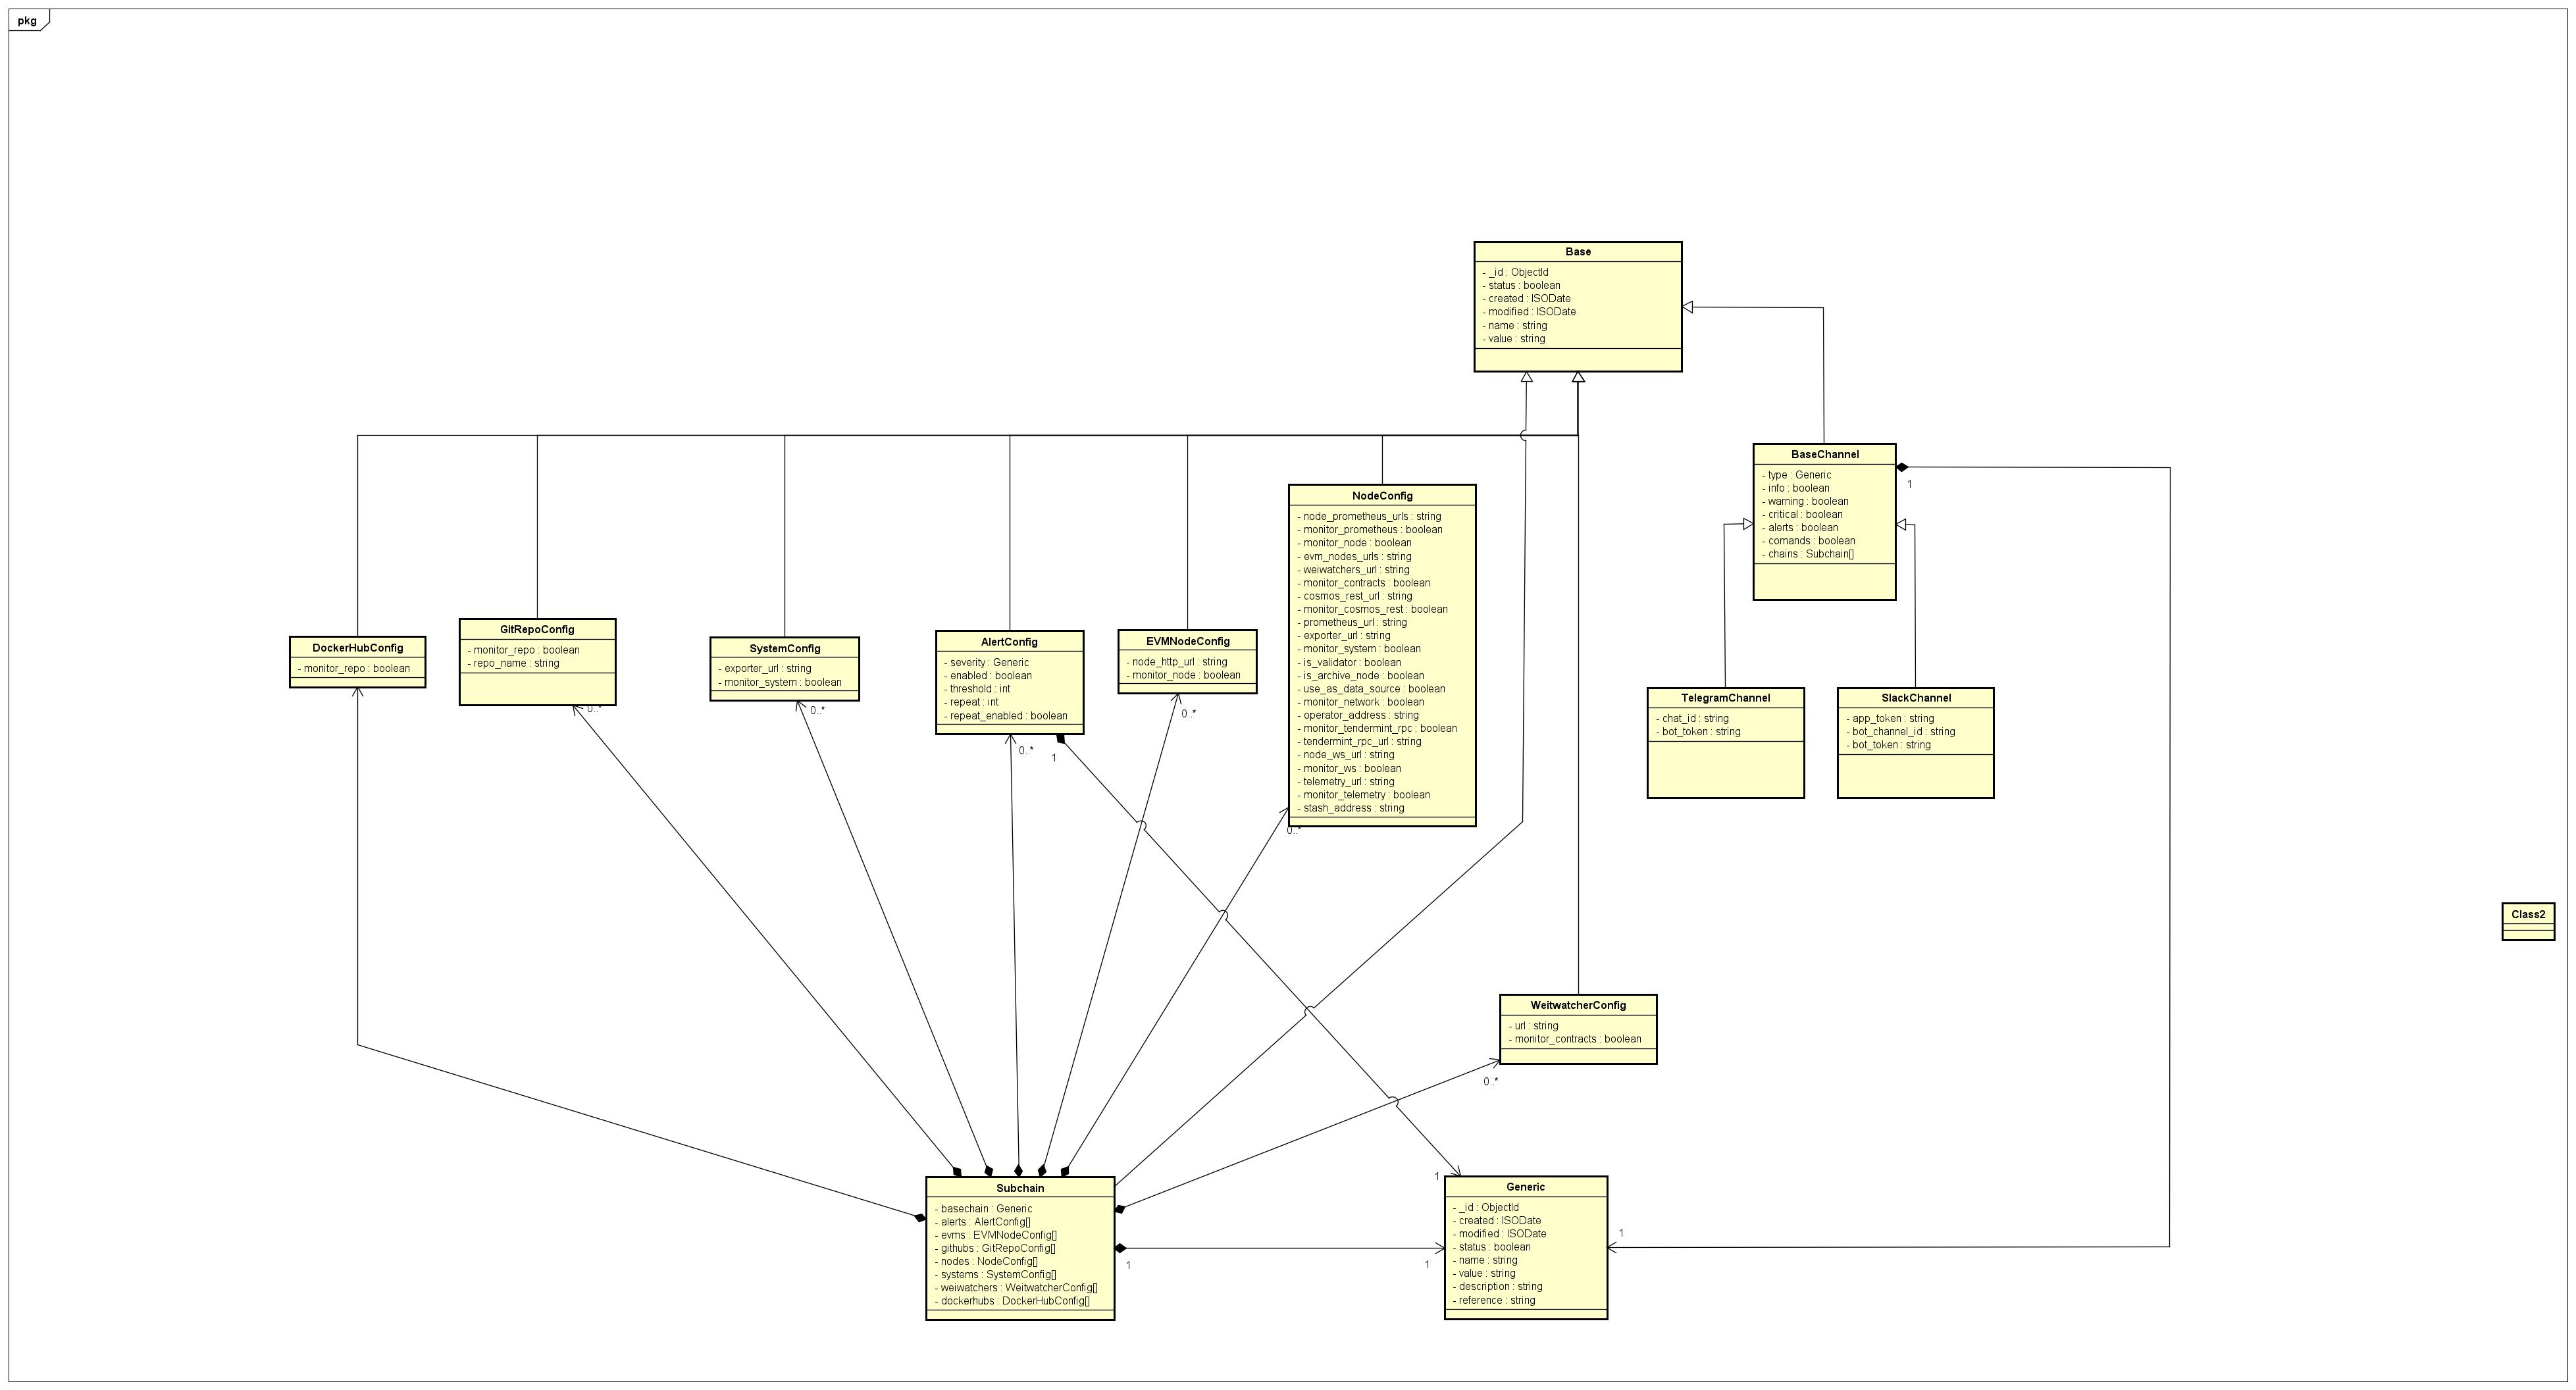 pkg
Base
- _id : ObjectId
- status : boolean
- created : ISODate
- modified : ISODate
- name : string
- value : string
BaseChannel
- type : Generic
- info : boolean
- warning : boolean
- critical : boolean
- alerts : boolean
- comands : boolean
- chains : Subchain[]
1
NodeConfig
- node_prometheus_urls : string
- monitor_prometheus : boolean
- monitor_node : boolean
- evm_nodes_urls : string
- weiwatchers_url : string
- monitor_contracts : boolean
- cosmos_rest_url : string
- monitor_cosmos_rest : boolean
- prometheus_url : string
- exporter_url : string
- monitor_system : boolean
- is_validator : boolean
- is_archive_node : boolean
- use_as_data_source : boolean
- monitor_network : boolean
- operator_address : string
- monitor_tendermint_rpc : boolean
- tendermint_rpc_url : string
- node_ws_url : string
- monitor_ws : boolean
- telemetry_url : string
- monitor_telemetry : boolean
- stash_address : string
0..*
DockerHubConfig
- monitor_repo : boolean
GitRepoConfig
- monitor_repo : boolean
- repo_name : string
0..*
SystemConfig
- exporter_url : string
- monitor_system : boolean
0..*
AlertConfig
- severity : Generic
- enabled : boolean
- threshold : int
- repeat : int
- repeat_enabled : boolean
0..*
1
EVMNodeConfig
- node_http_url : string
- monitor_node : boolean
0..*
TelegramChannel
- chat_id : string
- bot_token : string
SlackChannel
- app_token : string
- bot_channel_id : string
- bot_token : string
Class2
WeitwatcherConfig
- url : string
- monitor_contracts : boolean
0..*
Subchain
- basechain : Generic
- alerts : AlertConfig[]
- evms : EVMNodeConfig[]
- githubs : GitRepoConfig[]
- nodes : NodeConfig[]
- systems : SystemConfig[]
- weiwatchers : WeitwatcherConfig[]
- dockerhubs : DockerHubConfig[]
1
1
1
Generic
- _id : ObjectId
- created : ISODate
- modified : ISODate
- status : boolean
- name : string
- value : string
- description : string
- reference : string
1